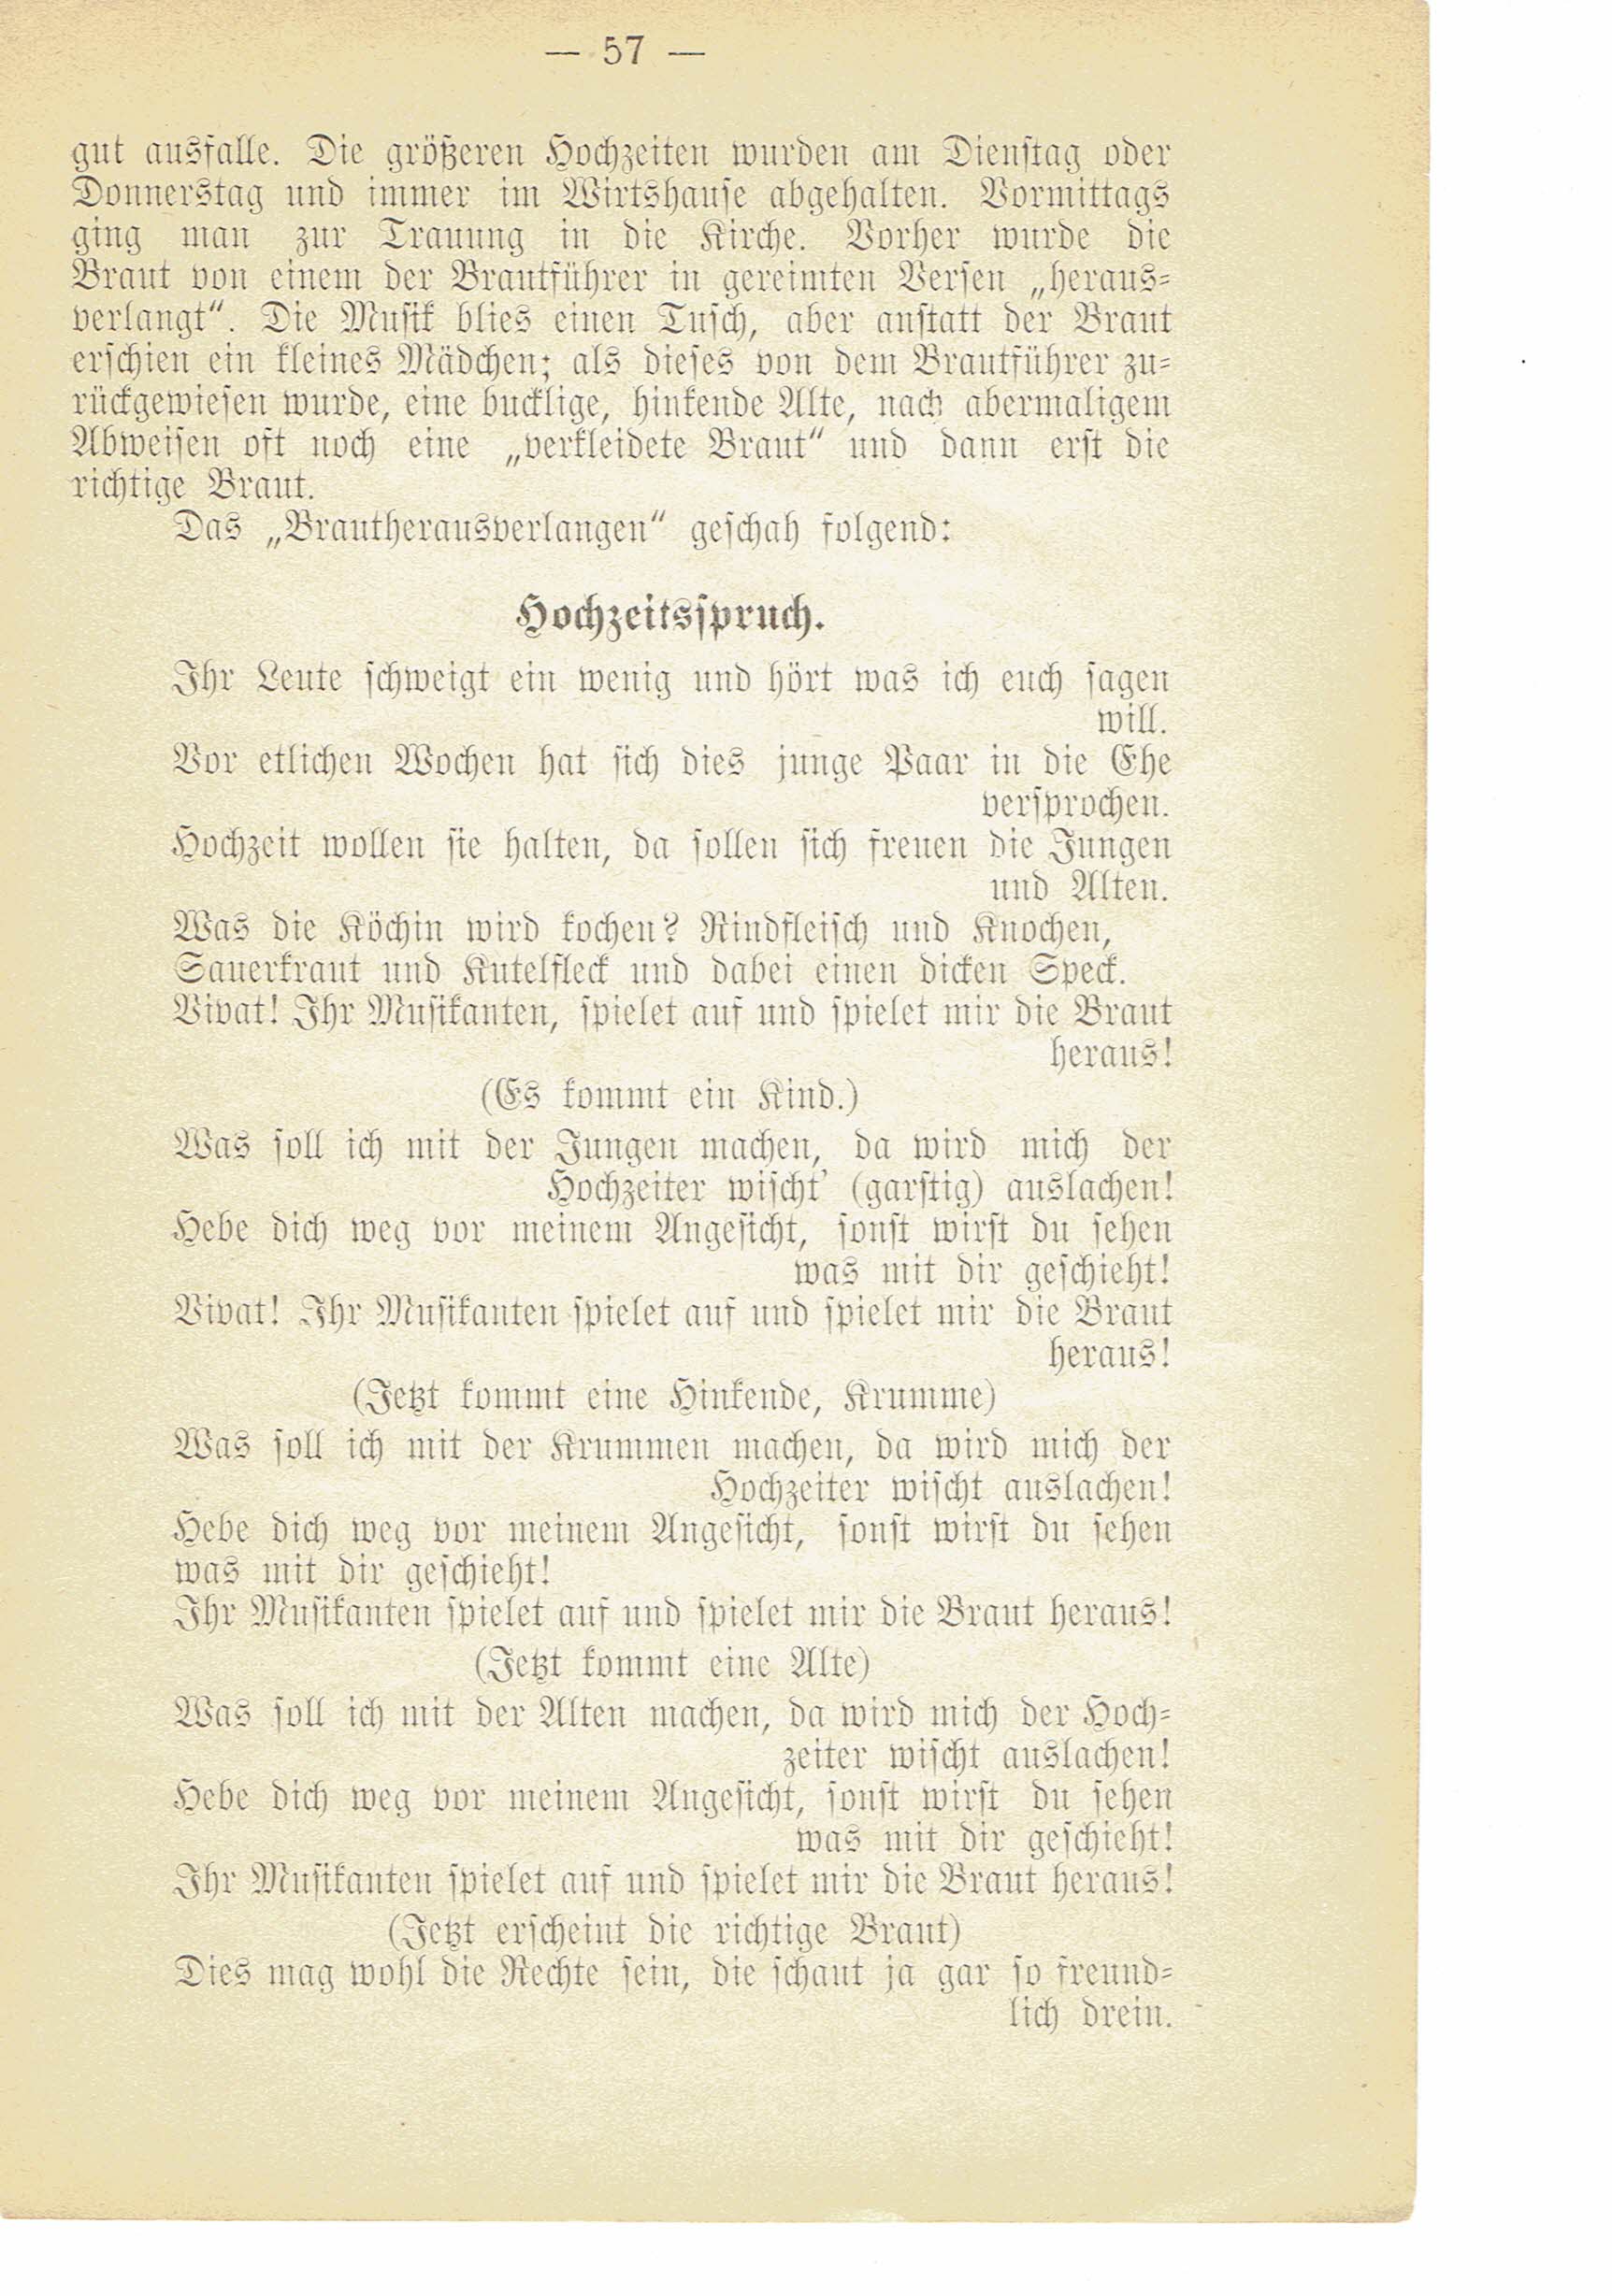 — 57 —
gut ausfalle. Die größeren Hochzeiten wurden am Dienstag oder
Donnerstag und immer im Wirtshause abgehalten. Vormittags
ging man zur Trauung in die Kirche. Vorher wurde die
Braut von einem der Brautführer in gereimten Versen „heraus-
verlangt“. Die Musik blies einen Tusch, aber anstatt der Braut
erschien ein kleines Mädchen; als dieses von dem Brautführer zu-
rückgewiesen wurde, eine bucklige, hinkende Alte, nach abermaligem
Abweisen oft noch eine „verkleidete Braut“ und dann erst die
richtige Braut.
Das „Brautherausverlangen“ geschah folgend:
Hochzeitsspruch.
Ihr Leute schweigt ein wenig und hört was ich euch sagen
will.
Vor etlichen Wochen hat sich dies junge Paar in die Ehe
versprochen.
Hochzeit wollen sie halten, da sollen sich freuen die Jungen
und Alten.
Was die Köchin wird kochen? Rindfleisch und Knochen,
Sauerkraut und Kutelfleck und dabei einen dicken Speck.
Vivat! Ihr Musikanten, spielet auf und spielet mir die Braut
heraus!
(Es kommt ein Kind.)
Was soll ich mit der Jungen machen, da wird mich der
Hochzeiter wischt’ (garstig) auslachen!
Hebe dich weg vor meinem Angesicht, sonst wirst du sehen
was mit dir geschieht!
Vivat! Ihr Musikanten spielet auf und spielet mir die Braut
heraus!
(Jetzt kommt eine Hinkende, Krumme)
Was soll ich mit der Krummen machen, da wird mich der
Hochzeiter wischt auslachen!
Hebe dich weg vor meinem Angesicht, sonst wirst du sehen
was mit dir geschieht!
Ihr Musikanten spielet auf und spielet mir die Braut heraus!
(Jetzt kommt eine Alte)
Was soll ich mit der Alten machen, da wird mich der Hoch-
zeiter wischt auslachen!
Hebe dich weg vor meinem Angesicht, sonst wirst du sehen
was mit dir geschieht!
Ihr Musikanten spielet auf und spielet mir die Braut heraus!
(Jetzt erscheint die richtige Braut)
Dies mag wohl die Rechte sein, die schaut ja gar so freund-
lich drein.